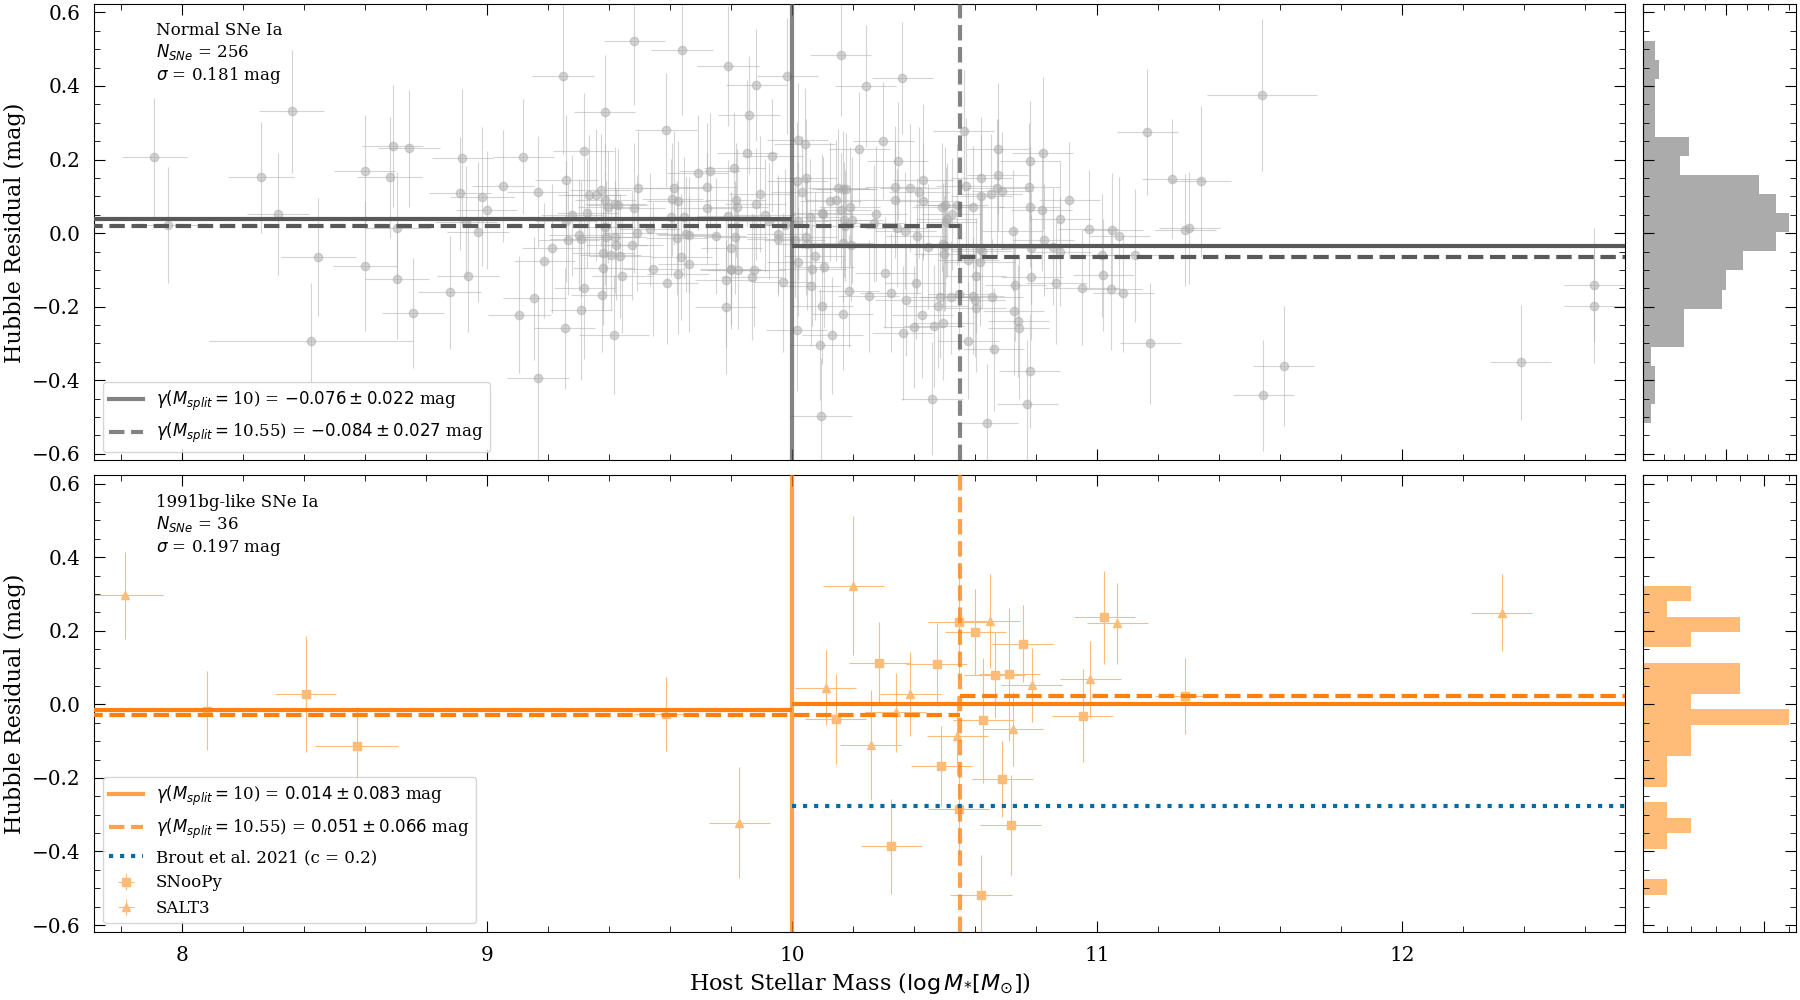 Normal SNe Ia
N_SNe = 256
σ = 0.181 mag
0.6
0.4
0.2
0.0
−0.2
−0.4
−0.6
Hubble Residual (mag)
γ(M_split = 10) = −0.076 ± 0.022 mag
γ(M_split = 10.55) = −0.084 ± 0.027 mag
1991bg-like SNe Ia
N_SNe = 36
σ = 0.197 mag
0.6
0.4
0.2
0.0
−0.2
−0.4
−0.6
Hubble Residual (mag)
γ(M_split = 10) = 0.014 ± 0.083 mag
γ(M_split = 10.55) = 0.051 ± 0.066 mag
Brout et al. 2021 (c = 0.2)
SNooPy
SALT3
8 9 10 11 12
Host Stellar Mass (log M_*[M_⊙])